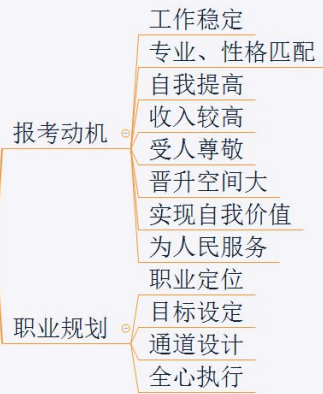 报考动机
工作稳定
专业、性格匹配
自我提高
收入较高
受人尊敬
晋升空间大
实现自我价值
为人民服务
职业规划
职业定位
目标设定
通道设计
全心执行